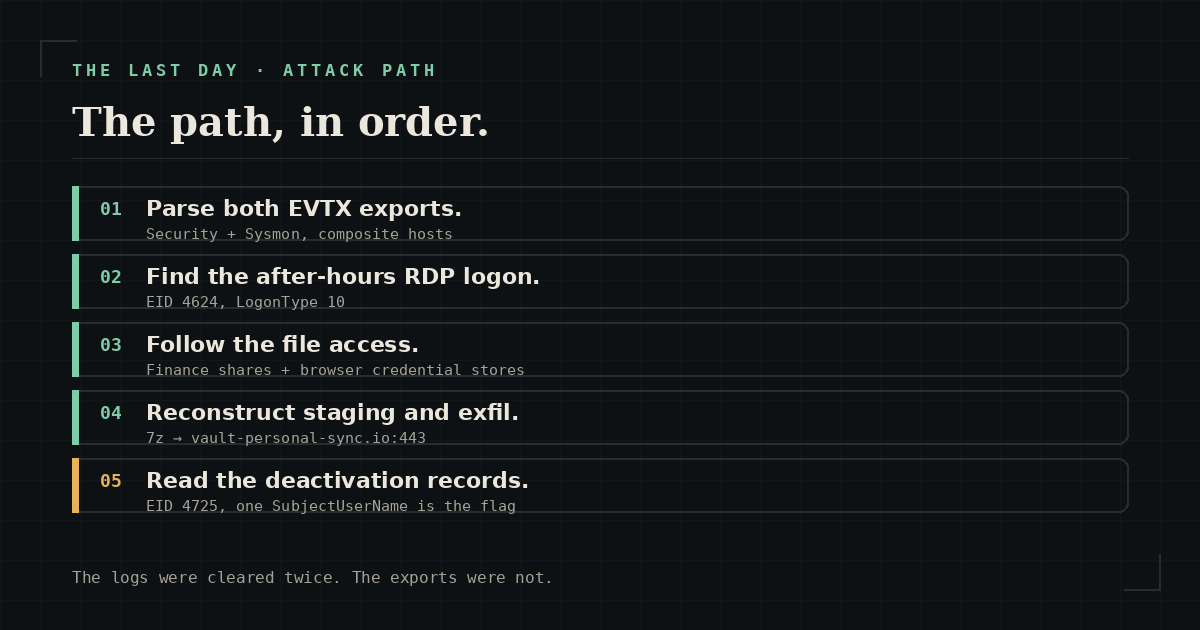 THE LAST DAY · ATTACK PATH
The path, in order.
01 Parse both EVTX exports.
Security + Sysmon, composite hosts
02 Find the after-hours RDP logon.
EID 4624, LogonType 10
03 Follow the file access.
Finance shares + browser credential stores
04 Reconstruct staging and exfil.
7z → vault-personal-sync.io:443
05 Read the deactivation records.
EID 4725, one SubjectUserName is the flag
The logs were cleared twice. The exports were not.